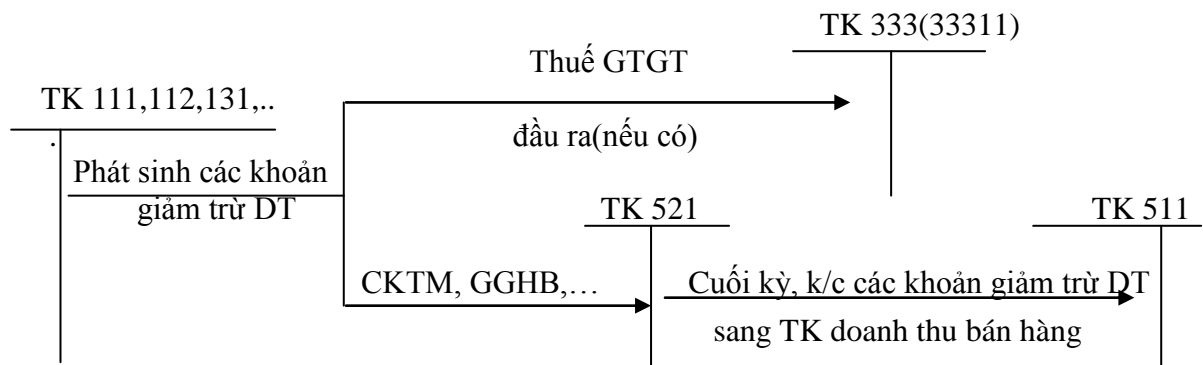 TK 333(33311)
Thuế GTGT
TK 111,112,131,..
.
đầu ra(nếu có)
Phát sinh các khoản
giảm trừ DT
TK 521
TK 511
CKTM, GGHB,…
Cuối kỳ, k/c các khoản giảm trừ DT
sang TK doanh thu bán hàng